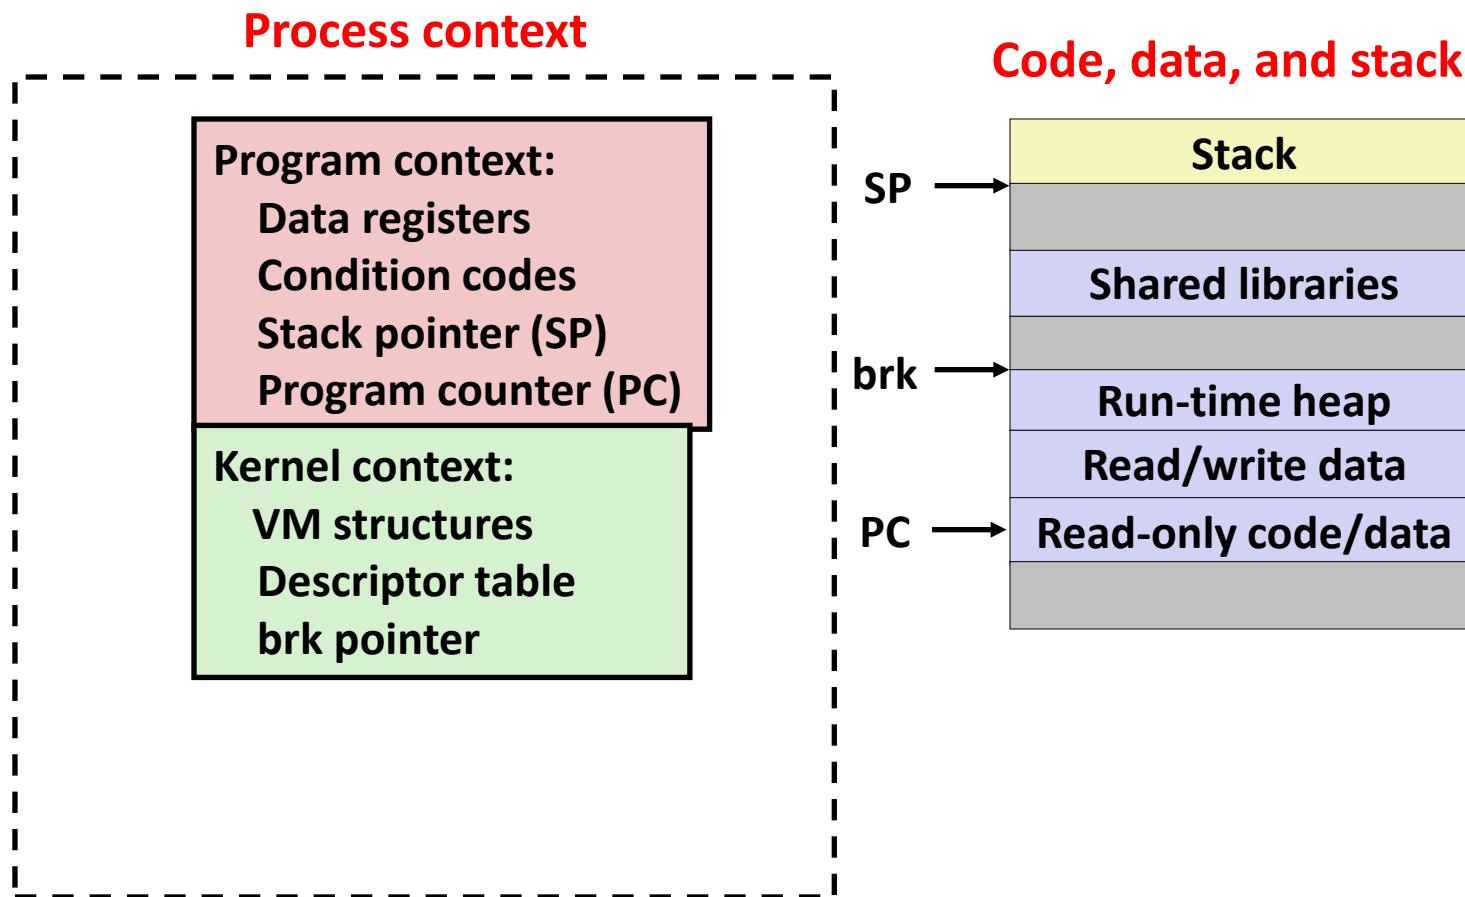 Process context
Program context:
Data registers
Condition codes
Stack pointer (SP)
Program counter (PC)
Kernel context:
VM structures
Descriptor table
brk pointer
Code, data, and stack
Stack
SP
Shared libraries
brk
Run-time heap
Read/write data
PC
Read-only code/data